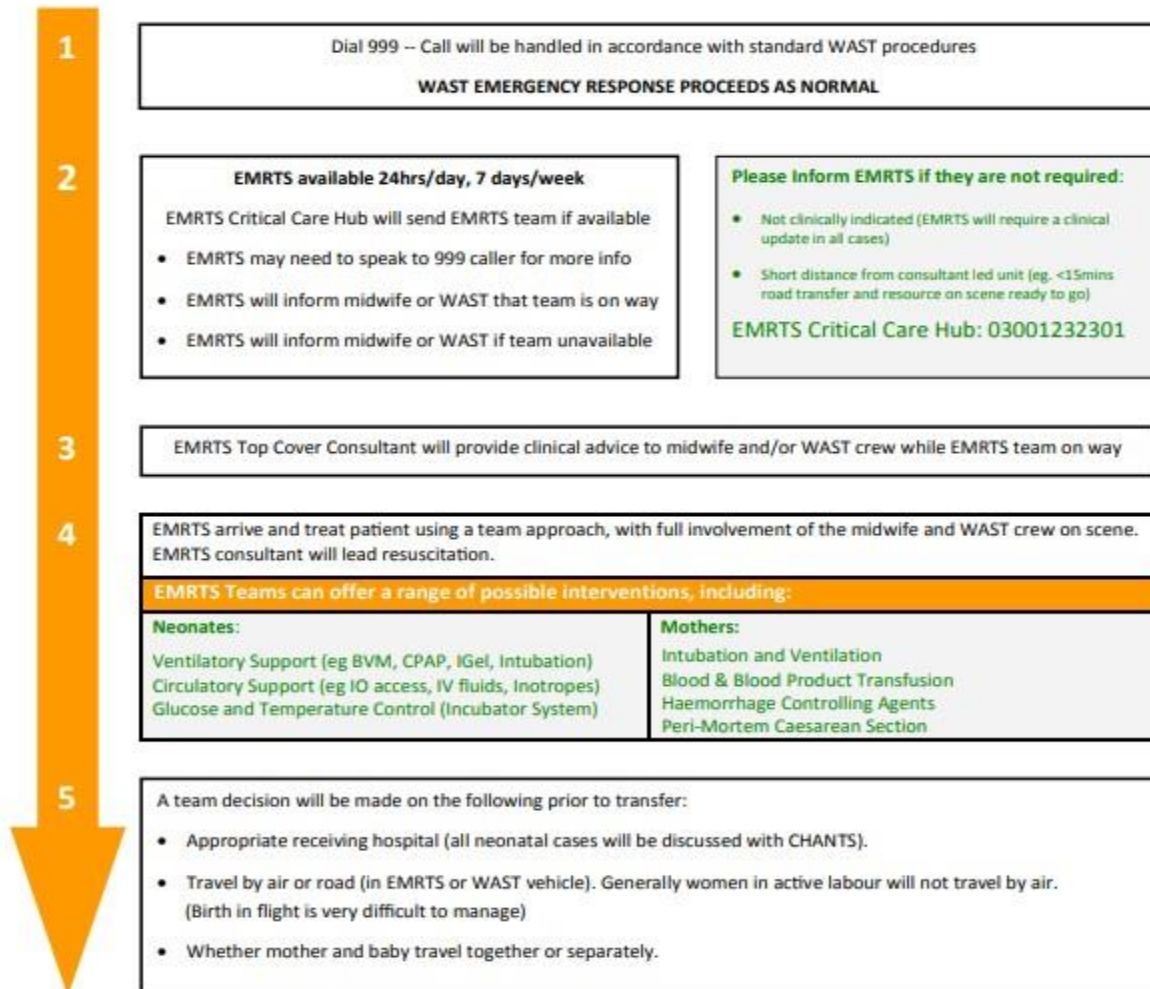 1
Dial 999 -- Call will be handled in accordance with standard WAST procedures
WAST EMERGENCY RESPONSE PROCEEDS AS NORMAL
2
EMRTS available 24hrs/day, 7 days/week
EMRTS Critical Care Hub will send EMRTS team if available
• EMRTS may need to speak to 999 caller for more info
• EMRTS will inform midwife or WAST that team is on way
• EMRTS will inform midwife or WAST if team unavailable
Please Inform EMRTS if they are not required:
• Not clinically indicated (EMRTS will require a clinical
update in all cases)
• Short distance from consultant led unit (eg. <15mins
road transfer and resource on scene ready to go)
EMRTS Critical Care Hub: 03001232301
3
EMRTS Top Cover Consultant will provide clinical advice to midwife and/or WAST crew while EMRTS team on way
4
EMRTS arrive and treat patient using a team approach, with full involvement of the midwife and WAST crew on scene.
EMRTS consultant will lead resuscitation.
EMRTS Teams can offer a range of possible interventions, including:
Neonates:
Ventilatory Support (eg BVM, CPAP, IGel, Intubation)
Circulatory Support (eg IO access, IV fluids, Inotropes)
Glucose and Temperature Control (Incubator System)
Mothers:
Intubation and Ventilation
Blood & Blood Product Transfusion
Haemorrhage Controlling Agents
Peri-Mortem Caesarean Section
5
A team decision will be made on the following prior to transfer:
• Appropriate receiving hospital (all neonatal cases will be discussed with CHANTS).
• Travel by air or road (in EMRTS or WAST vehicle). Generally women in active labour will not travel by air.
(Birth in flight is very difficult to manage)
• Whether mother and baby travel together or separately.